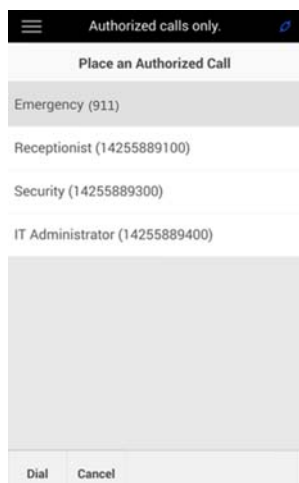 Authorized calls only.
Place an Authorized Call
Emergency (911)
Receptionist (14255889100)
Security (14255889300)
IT Administrator (14255889400)
Dial Cancel